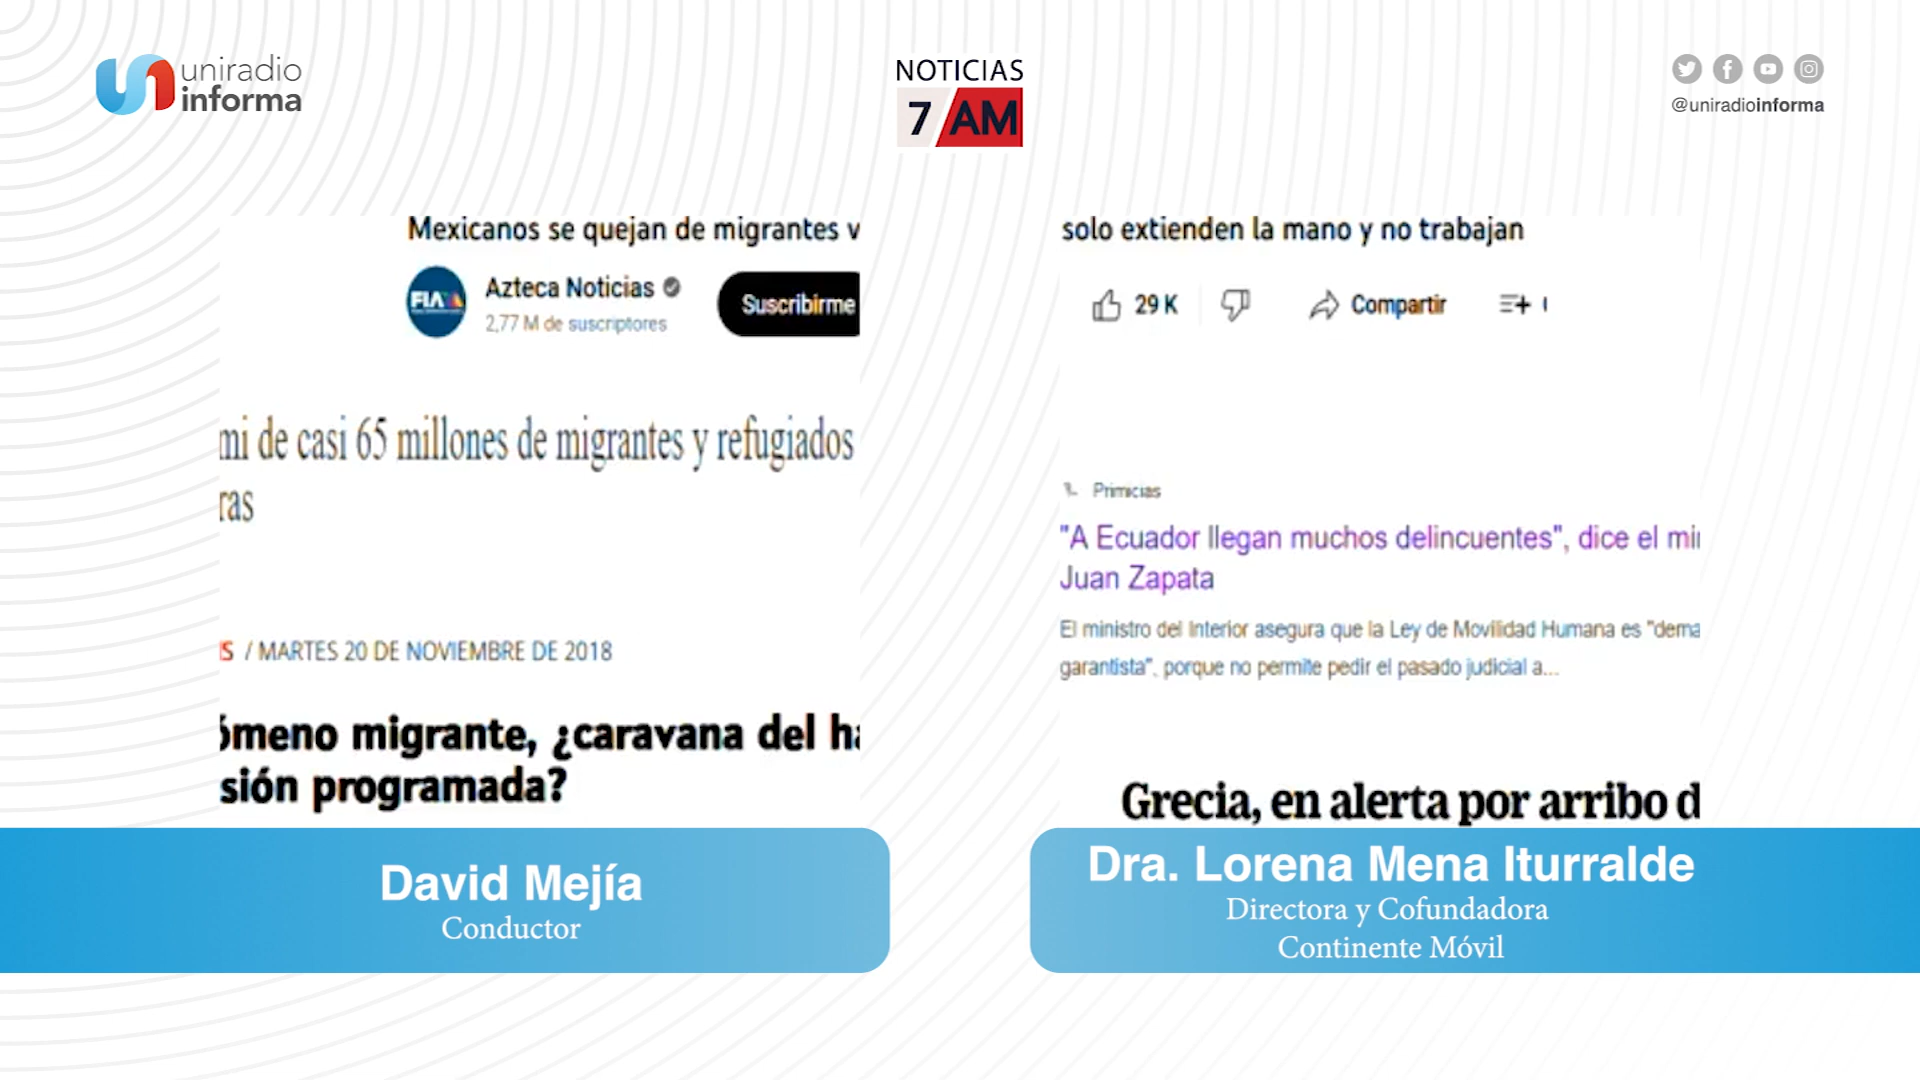 uniradio
informa
NOTICIAS
7 AM
@uniradioinforma
Mexicanos se quejan de migrantes v
Azteca Noticias
2,77 M de suscriptores
Suscribirme
mi de casi 65 millones de migrantes y refugiados
ras
/ MARTES 20 DE NOVIEMBRE DE 2018
ómeno migrante, ¿caravana del ha
sión programada?
solo extienden la mano y no trabajan
29 K
Compartir
Primicias
"A Ecuador llegan muchos delincuentes", dice el mi
Juan Zapata
El ministro del Interior asegura que la Ley de Movilidad Humana es "dema
garantista", porque no permite pedir el pasado judicial a...
Grecia, en alerta por arribo d
David Mejía
Conductor
Dra. Lorena Mena Iturralde
Directora y Cofundadora
Continente Móvil